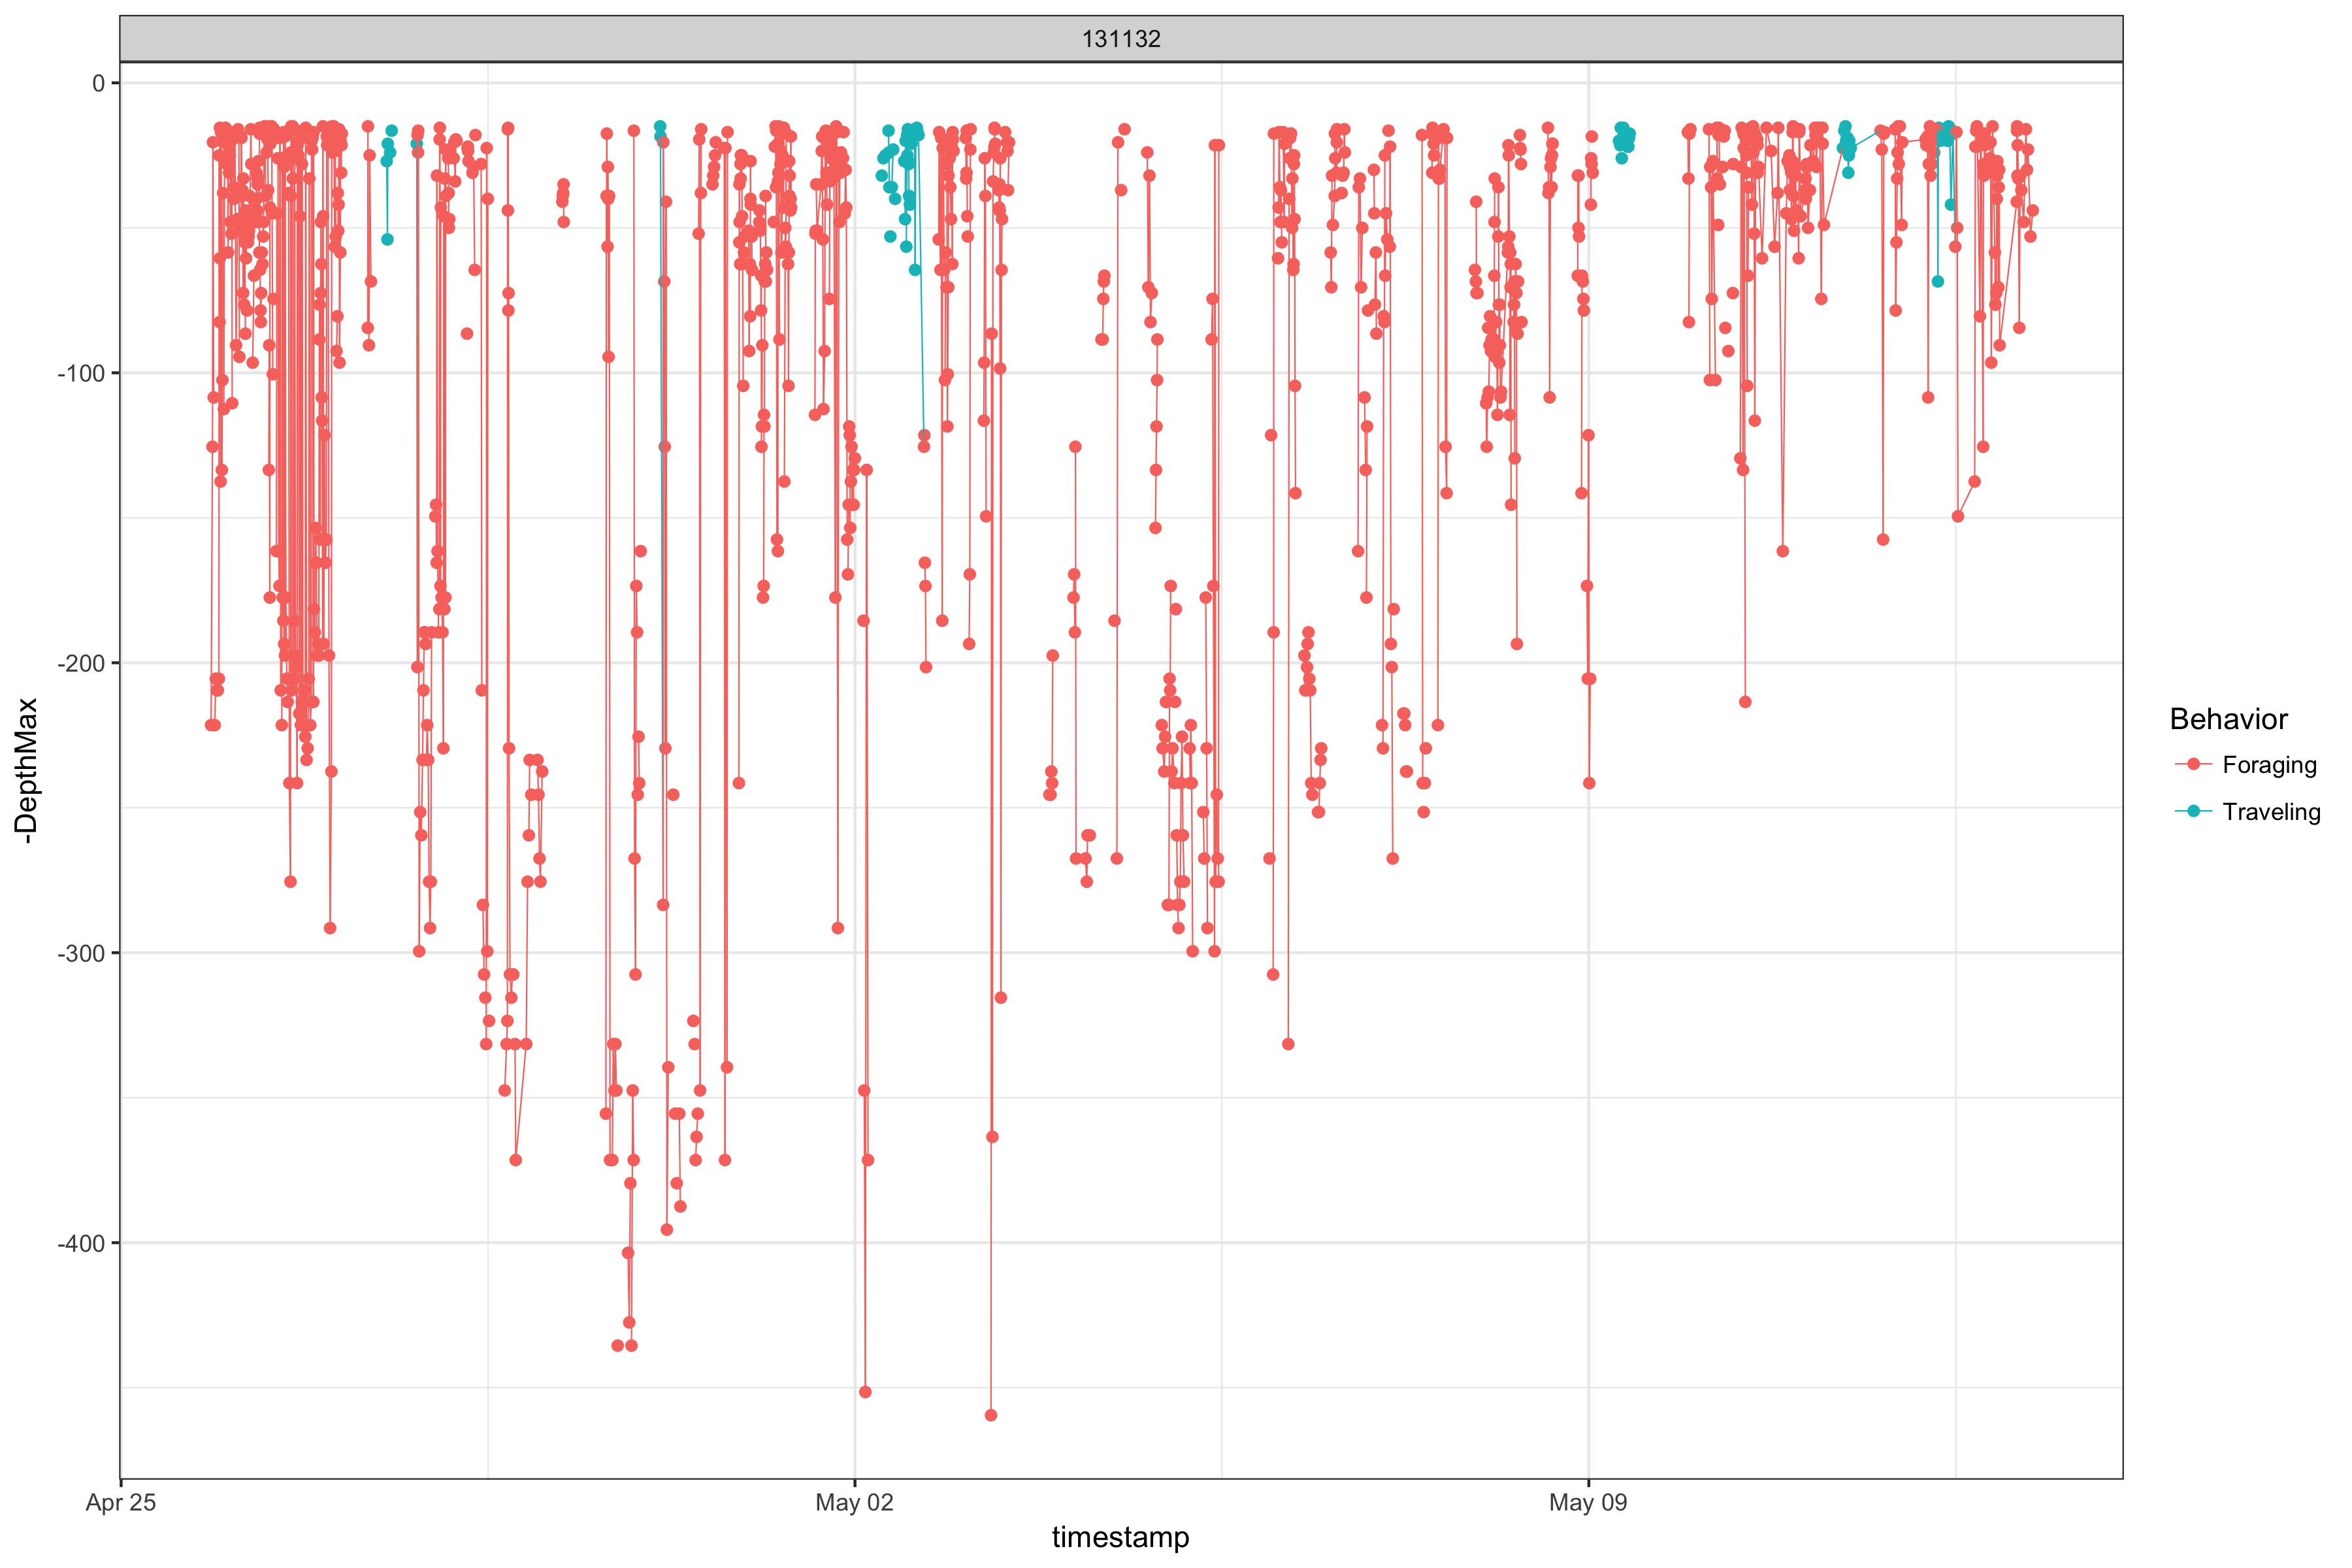 131132
0
-100
-200
-300
-400
-DepthMax
Apr 25
May 02
May 09
timestamp
Behavior
Foraging
Traveling